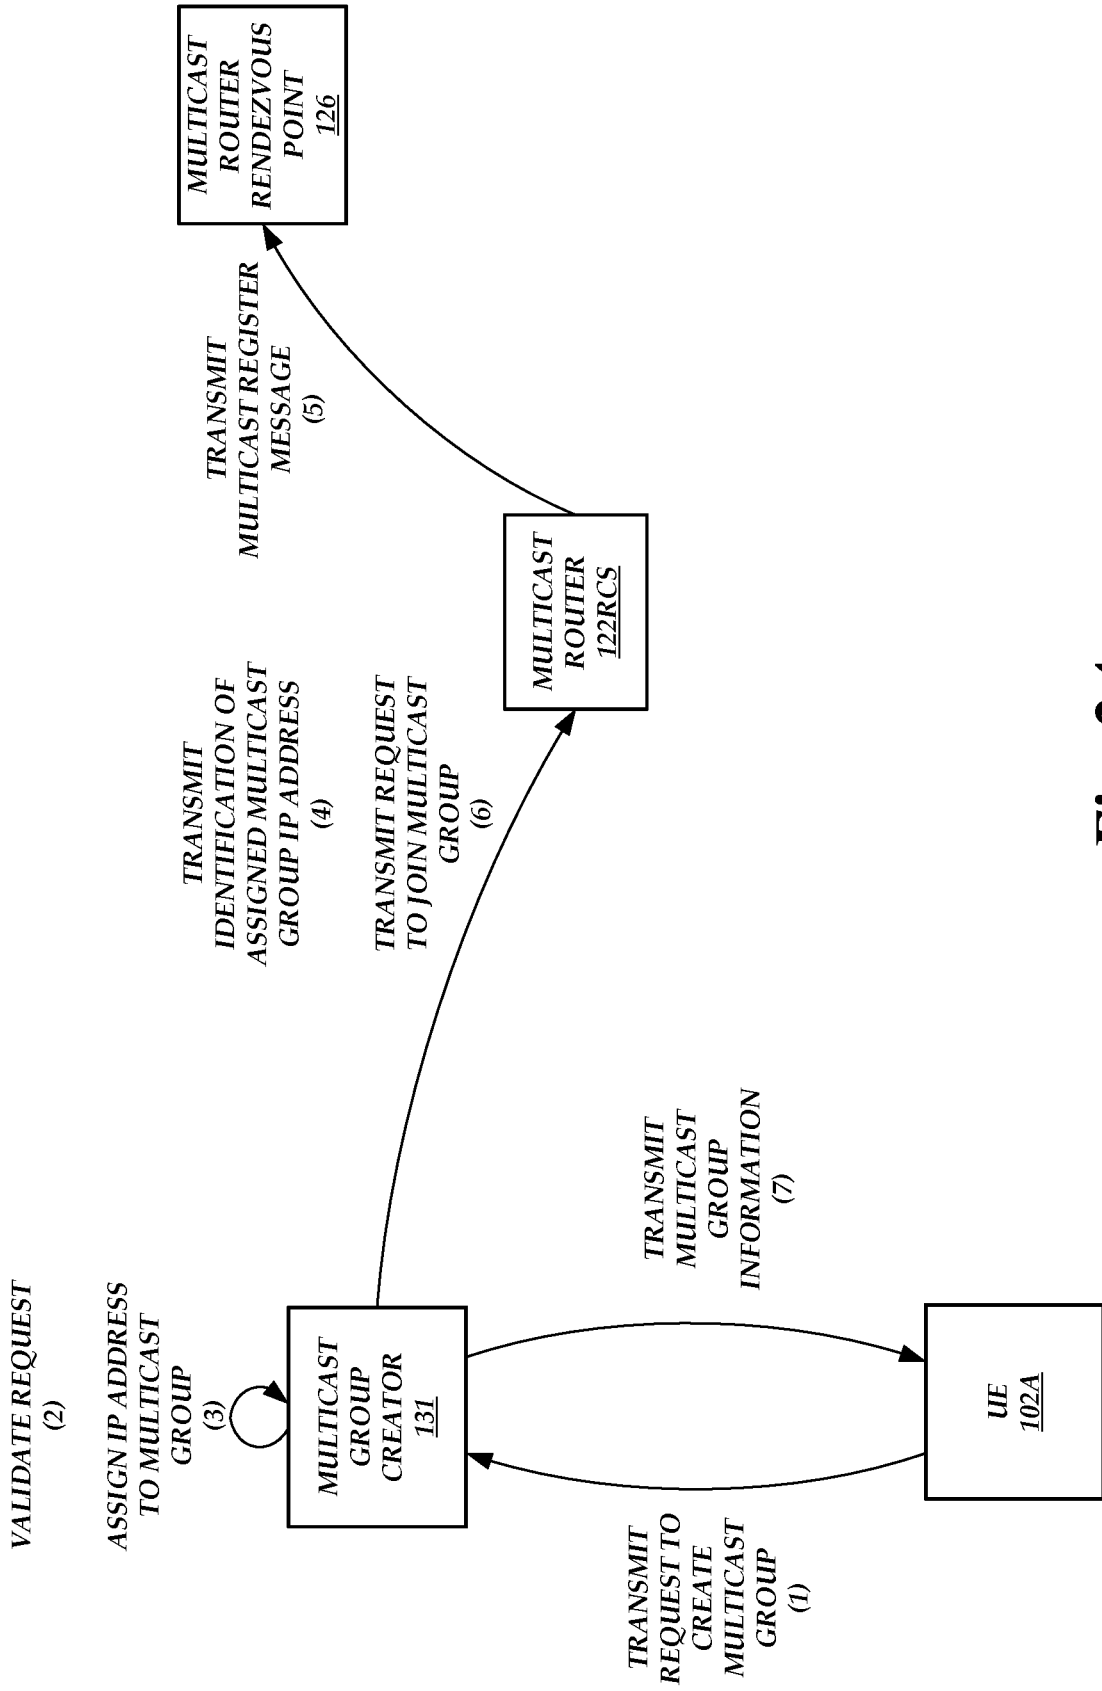 VALIDATE REQUEST
(2)
ASSIGN IP ADDRESS
TO MULTICAST
GROUP
(3)
MULTICAST
GROUP
CREATOR
131
TRANSMIT
REQUEST TO
CREATE
MULTICAST
GROUP
(1)
TRANSMIT
MULTICAST
GROUP
INFORMATION
(7)
UE
102A
TRANSMIT
IDENTIFICATION OF
ASSIGNED MULTICAST
GROUP IP ADDRESS
(4)
TRANSMIT REQUEST
TO JOIN MULTICAST
GROUP
(6)
MULTICAST
ROUTER
122RCS
TRANSMIT
MULTICAST REGISTER
MESSAGE
(5)
MULTICAST
ROUTER
RENDEZVOUS
POINT
126